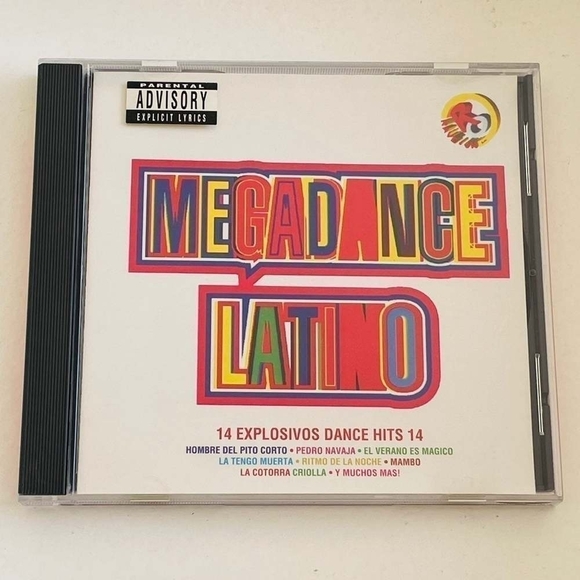 PARENTAL
ADVISORY
EXPLICIT LYRICS
MEGADANCE
LATINO
14 EXPLOSIVOS DANCE HITS 14
HOMBRE DEL PITO CORTO • PEDRO NAVAJA • EL VERANO ES MAGICO
LA TENGO MUERTA • RITMO DE LA NOCHE • MAMBO
LA COTORRA CRIOLLA • Y MUCHOS MAS!